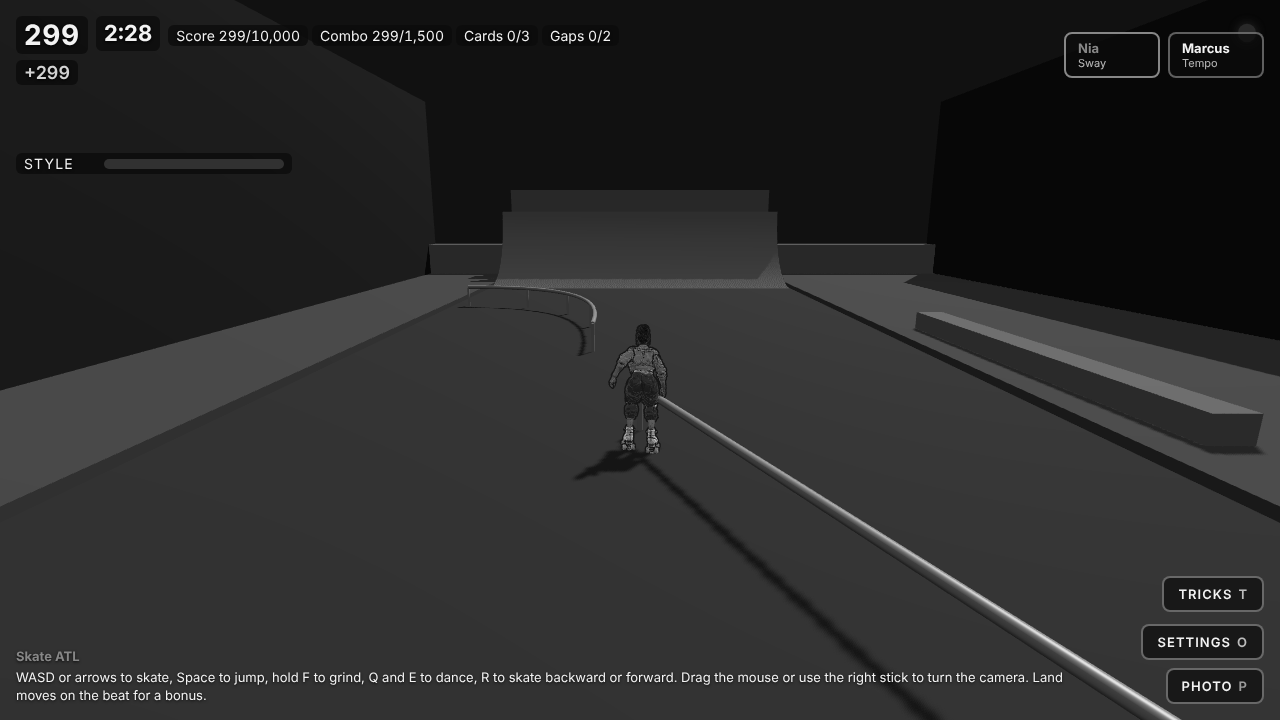 299
2:28
Score 299/10,000
Combo 299/1,500
Cards 0/3
Gaps 0/2
+299
Nia
Sway
Marcus
Tempo
STYLE
TRICKS T
SETTINGS O
PHOTO P
Skate ATL
WASD or arrows to skate, Space to jump, hold F to grind, Q and E to dance, R to skate backward or forward. Drag the mouse or use the right stick to turn the camera. Land
moves on the beat for a bonus.